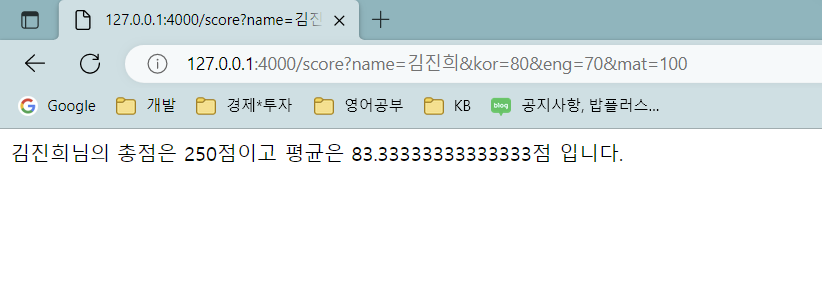 127.0.0.1:4000/score?name=김진
127.0.0.1:4000/score?name=김진희&kor=80&eng=70&mat=100
Google 개발 경제*투자 영어공부 KB blog 공지사항, 밥플러스...
김진희님의 총점은 250점이고 평균은 83.33333333333333점 입니다.